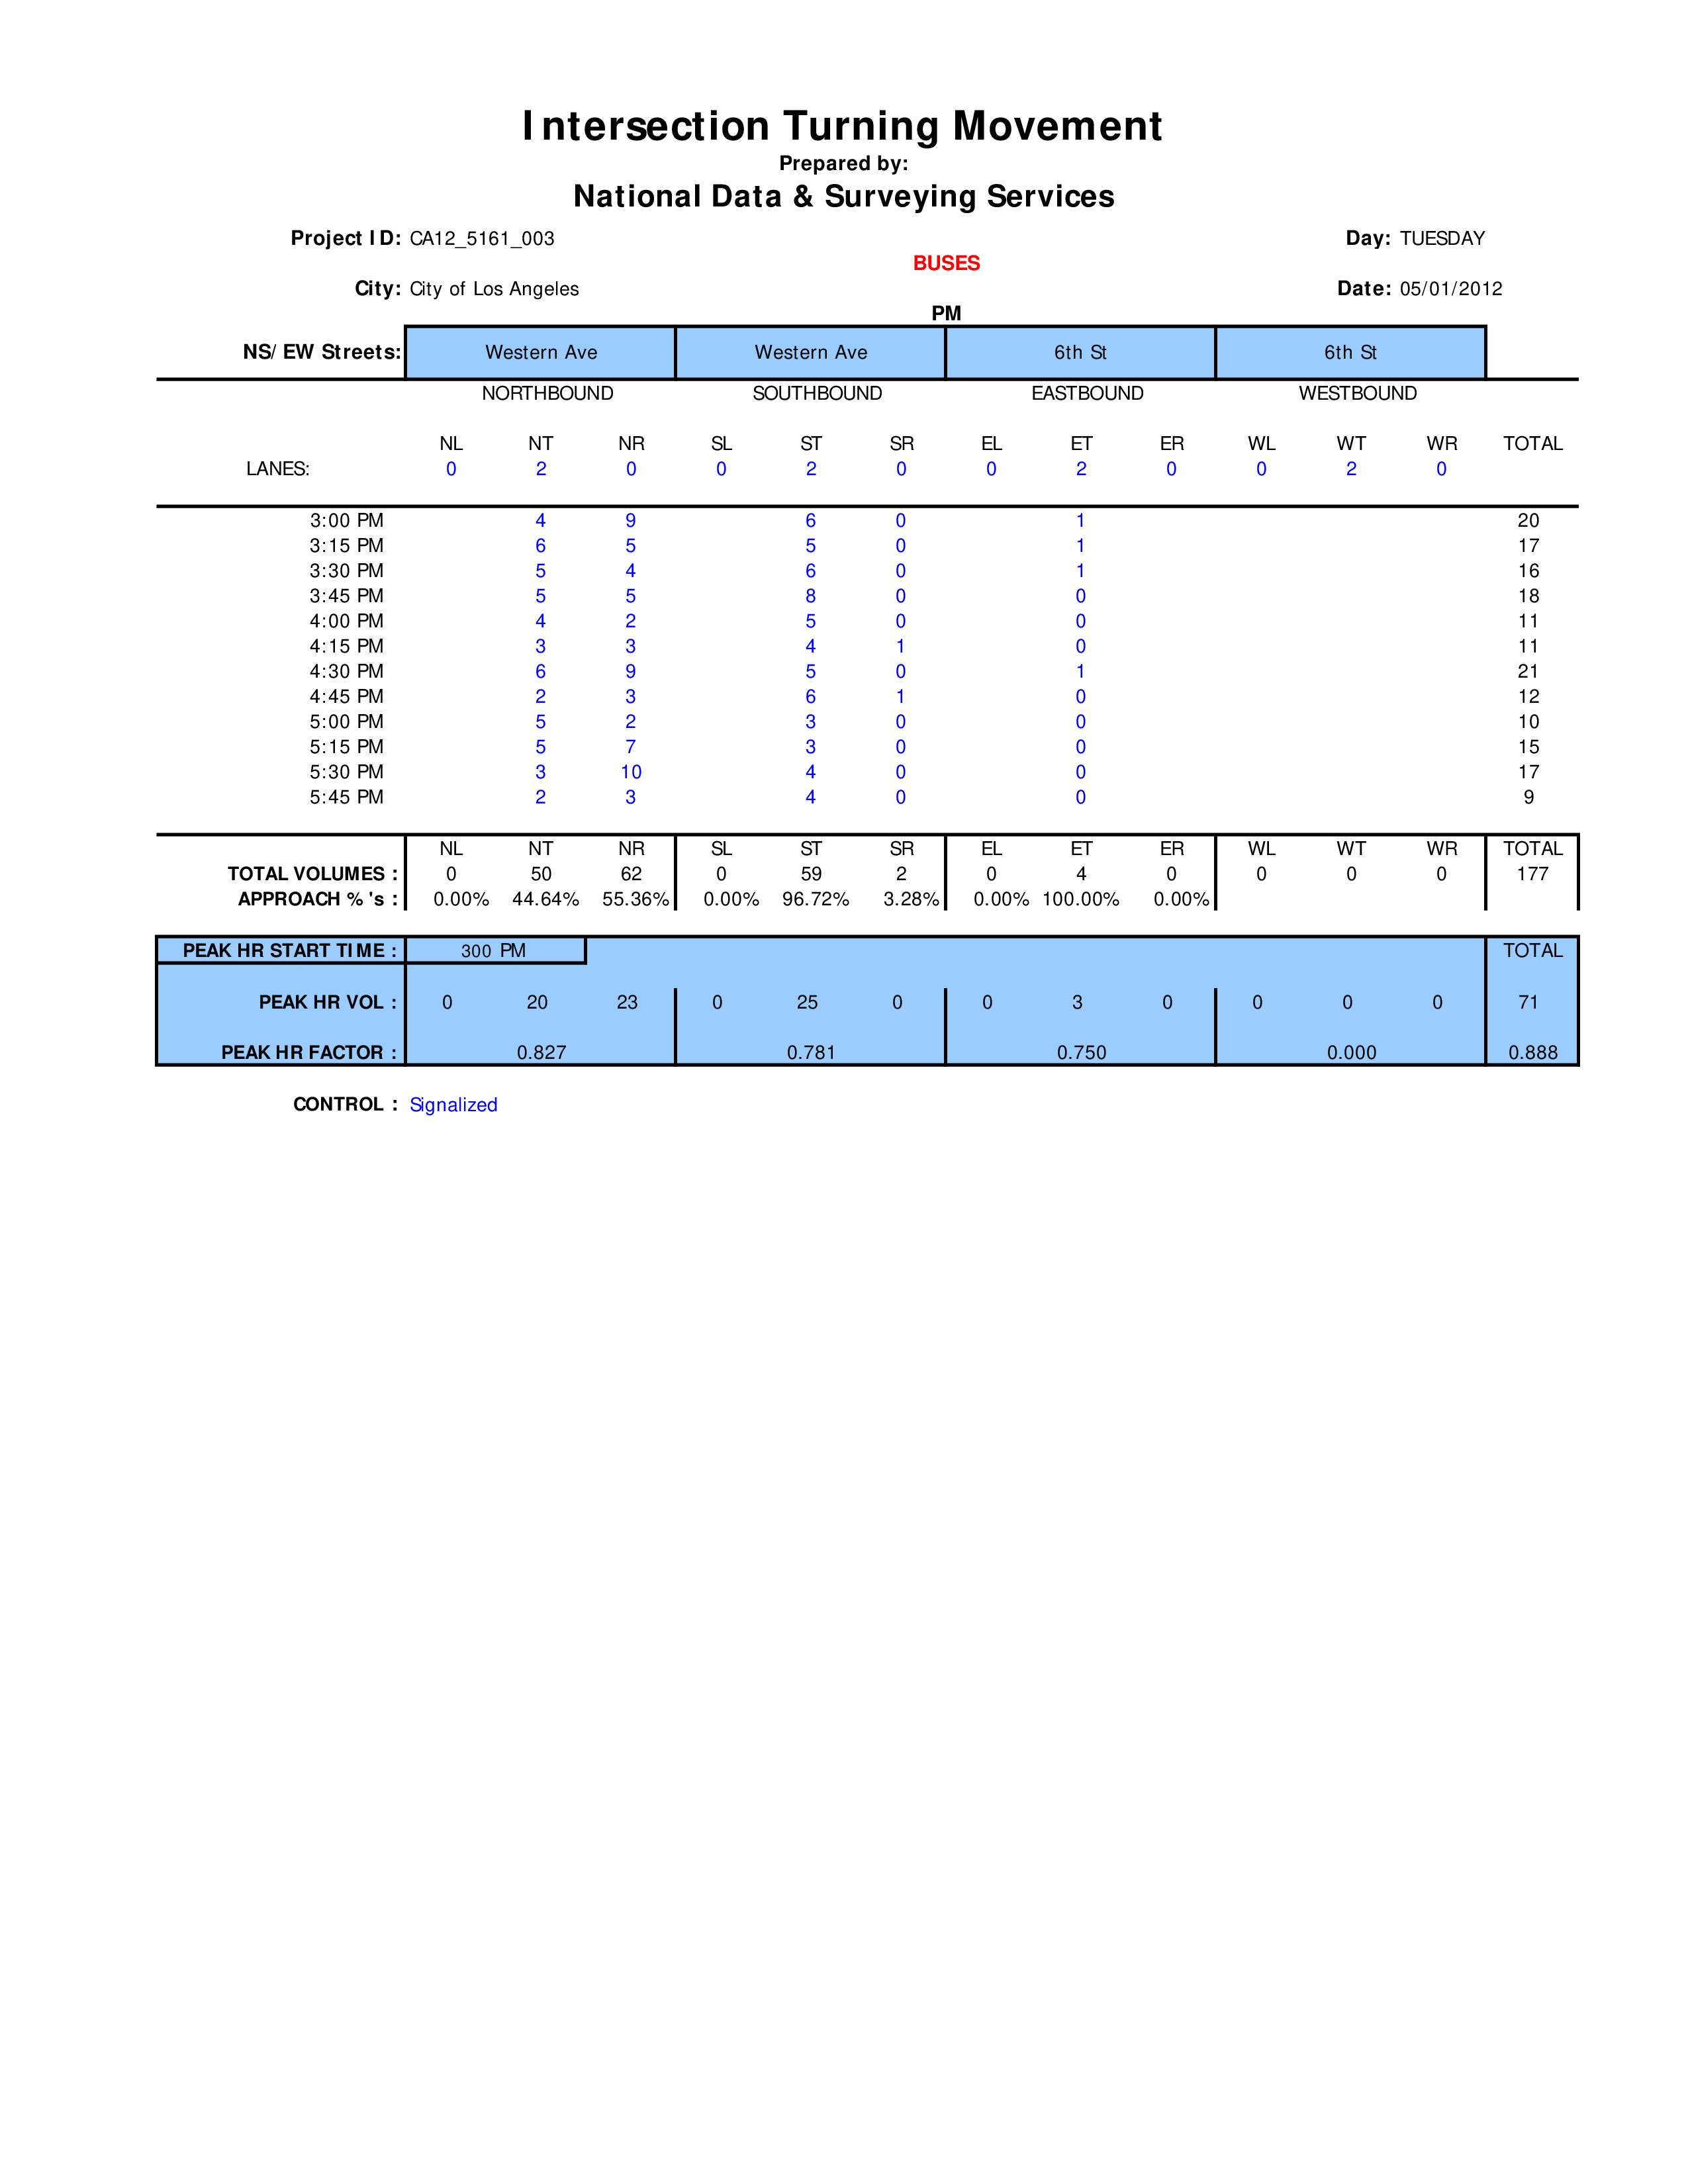 Intersection Turning Movement
Prepared by:
National Data & Surveying Services
Project ID: CA12_5161_003 Day: TUESDAY
BUSES
City: City of Los Angeles Date: 05/01/2012
PM
NS/EW Streets: Western Ave Western Ave 6th St 6th St
NORTHBOUND SOUTHBOUND EASTBOUND WESTBOUND
NL NT NR SL ST SR EL ET ER WL WT WR TOTAL
LANES: 0 2 0 0 2 0 0 2 0 0 2 0
3:00 PM 4 9 6 0 1 20
3:15 PM 6 5 5 0 1 17
3:30 PM 5 4 6 0 1 16
3:45 PM 5 5 8 0 0 18
4:00 PM 4 2 5 0 0 11
4:15 PM 3 3 4 1 0 11
4:30 PM 6 9 5 0 1 21
4:45 PM 2 3 6 1 0 12
5:00 PM 5 2 3 0 0 10
5:15 PM 5 7 3 0 0 15
5:30 PM 3 10 4 0 0 17
5:45 PM 2 3 4 0 0 9
NL NT NR SL ST SR EL ET ER WL WT WR TOTAL
TOTAL VOLUMES : 0 50 62 0 59 2 0 4 0 0 0 0 177
APPROACH %'s : 0.00% 44.64% 55.36% 0.00% 96.72% 3.28% 0.00% 100.00% 0.00%
PEAK HR START TIME : 300 PM TOTAL
PEAK HR VOL : 0 20 23 0 25 0 0 3 0 0 0 0 71
PEAK HR FACTOR : 0.827 0.781 0.750 0.000 0.888
CONTROL : Signalized